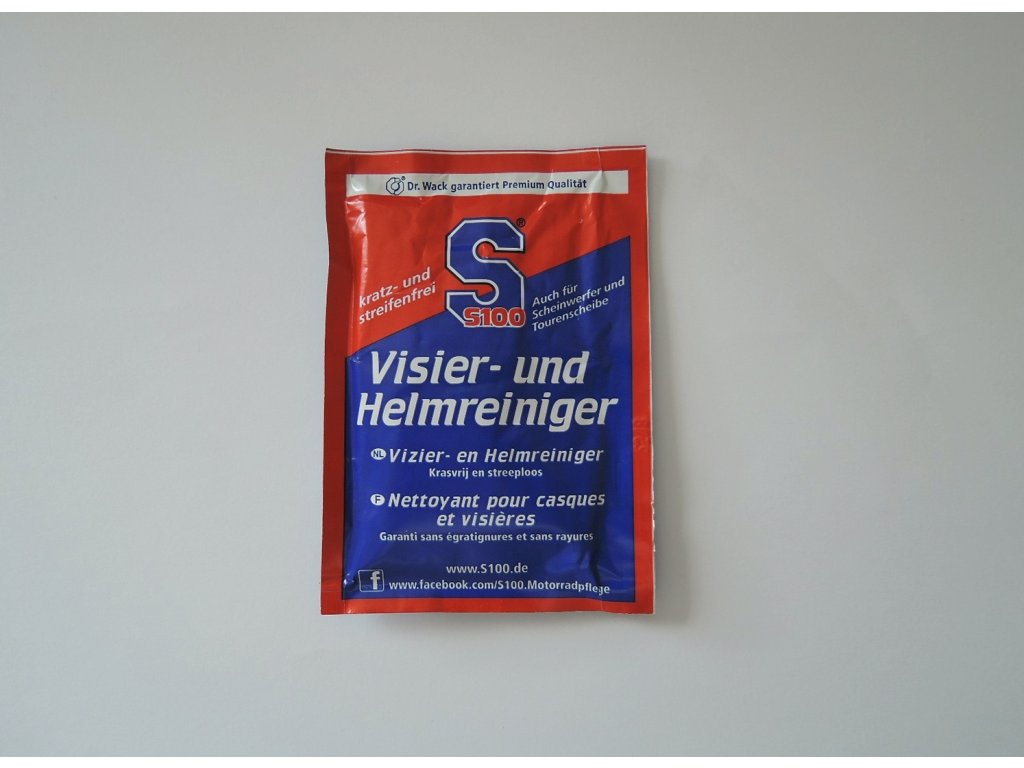 Dr. Wack garantiert Premium Qualität
S®
S100
kratz- und
streifenfrei
Auch für
Scheinwerfer und
Tourenscheibe
Visier- und
Helmreiniger
NL Vizier- en Helmreiniger
Krasvrij en streeploos
F Nettoyant pour casques
et visières
Garanti sans égratignures et sans rayures
www.S100.de
f www.facebook.com/S100.Motorradpflege